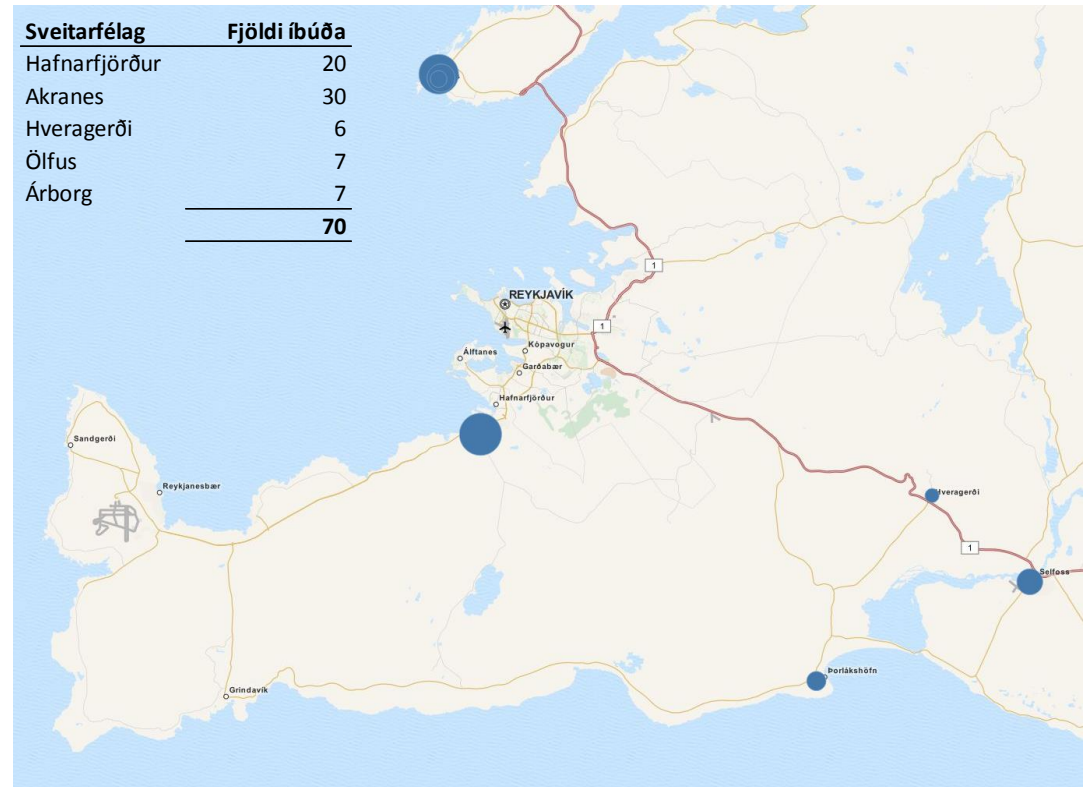 Sveitarfélag Fjöldi íbúða
Hafnarfjörður 20
Akranes 30
Hveragerði 6
Ölfus 7
Árborg 7
70
1
REYKJAVÍK
1
Kópavogur
Álftanes
Garðabær
Hafnarfjörður
Sandgerði
Reykjanesbær
Hveragerði
1
Selfoss
Þorlákshöfn
Grindavík